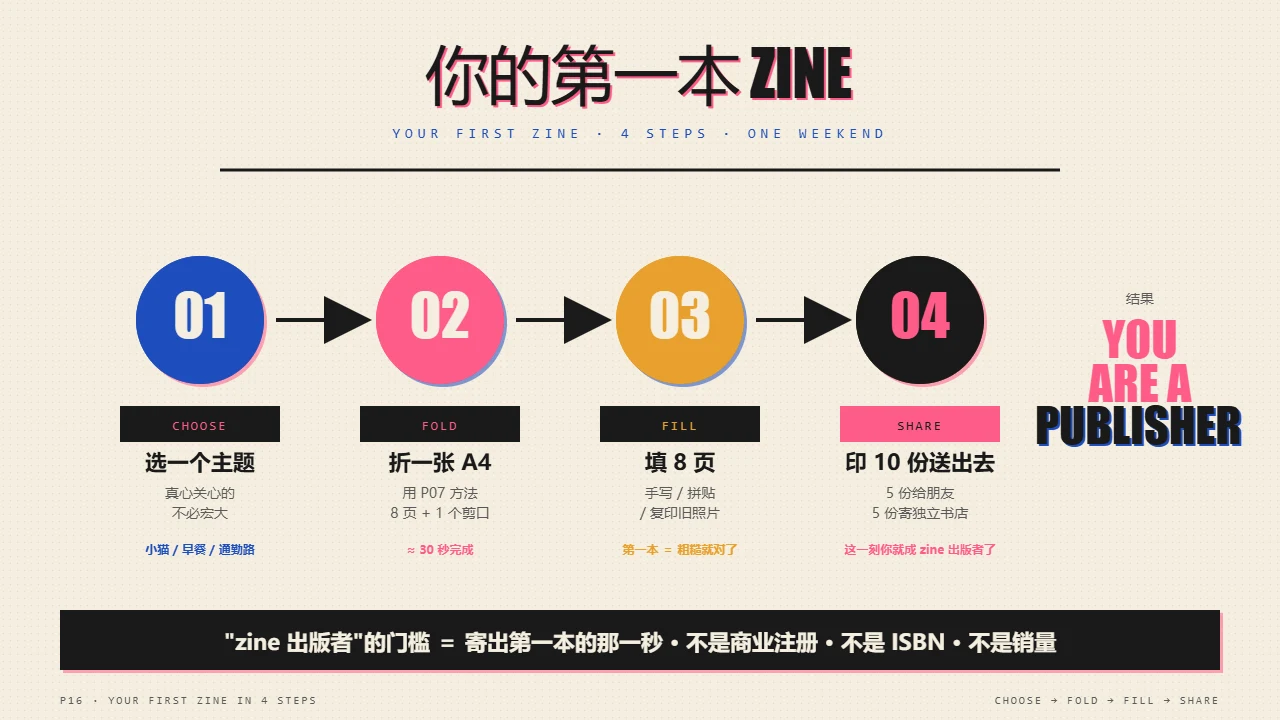 你的第一本 ZINE
YOUR FIRST ZINE · 4 STEPS · ONE WEEKEND
01
CHOOSE
选一个主题
真心关心的
不必宏大
小猫 / 早餐 / 通勤路
02
FOLD
折一张 A4
用 P07 方法
8 页 + 1 个剪口
≈ 30 秒完成
03
FILL
填 8 页
手写 / 拼贴
/ 复印旧照片
第一本 = 粗糙就对了
04
SHARE
印 10 份送出去
5 份给朋友
5 份寄独立书店
这一刻你就成 zine 出版者了
结果
YOU
ARE A
PUBLISHER
"zine 出版者"的门槛 = 寄出第一本的那一秒 · 不是商业注册 · 不是 ISBN · 不是销量
P16 · YOUR FIRST ZINE IN 4 STEPS
CHOOSE → FOLD → FILL → SHARE